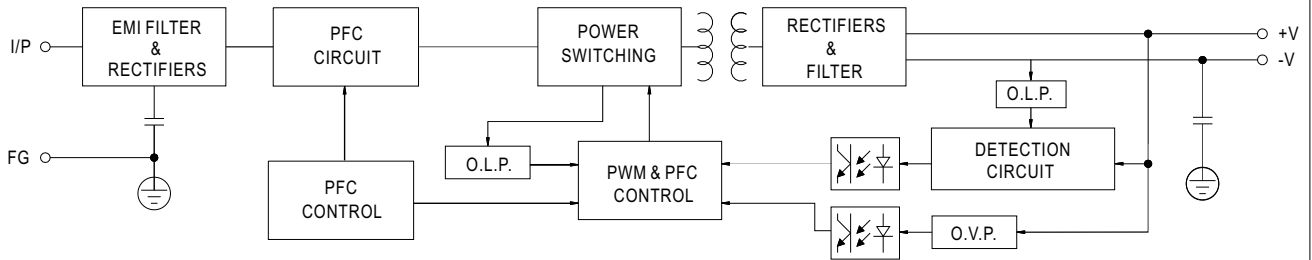 I/P
EMI FILTER
&
RECTIFIERS
PFC
CIRCUIT
POWER
SWITCHING
RECTIFIERS
&
FILTER
+V
-V
O.L.P.
FG
O.L.P.
PFC
CONTROL
PWM & PFC
CONTROL
DETECTION
CIRCUIT
O.V.P.